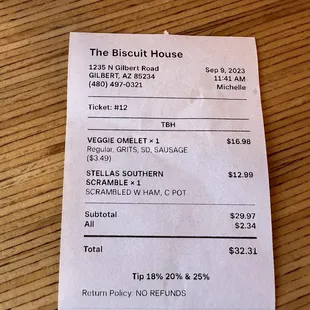 The Biscuit House
1235 N Gilbert Road Sep 9, 2023
GILBERT, AZ 85234 11:41 AM
(480) 497-0321 Michelle
Ticket: #12
TBH
VEGGIE OMELET × 1 $16.98
Regular, GRITS, SD, SAUSAGE
($3.49)
STELLAS SOUTHERN $12.99
SCRAMBLE × 1
SCRAMBLED W HAM, C POT
Subtotal $29.97
All $2.34
Total $32.31
Tip 18% 20% & 25%
Return Policy: NO REFUNDS